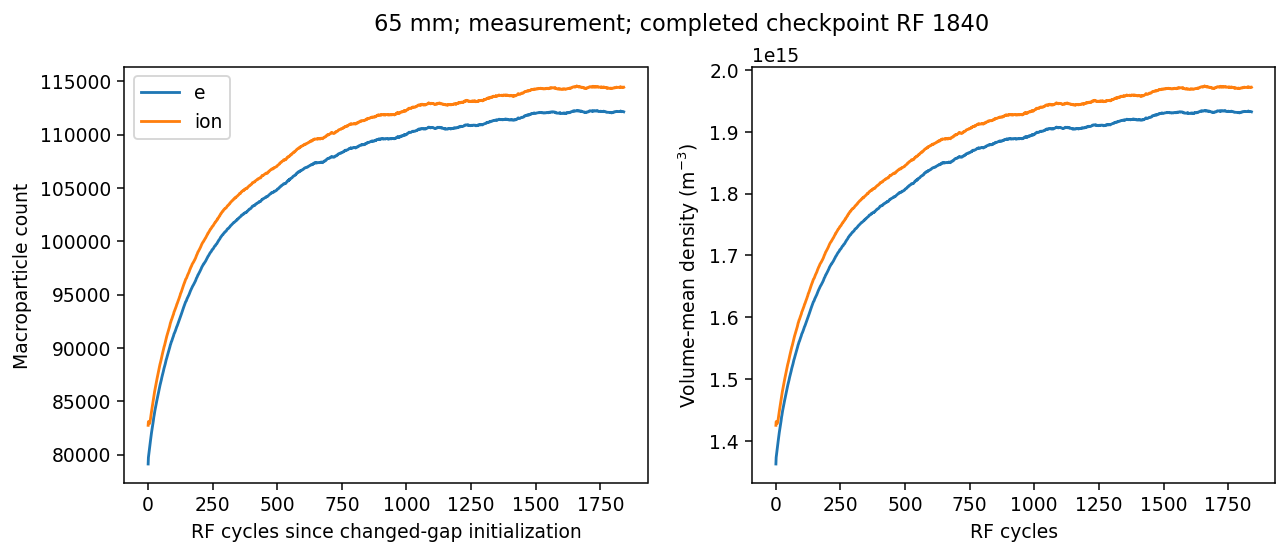 65 mm; measurement; completed checkpoint RF 1840
115000
110000
105000
100000
95000
90000
85000
80000
Macroparticle count
e
ion
0 250 500 750 1000 1250 1500 1750
RF cycles since changed-gap initialization
1e15
2.0
1.9
1.8
1.7
1.6
1.5
1.4
Volume-mean density (m⁻³)
0 250 500 750 1000 1250 1500 1750
RF cycles